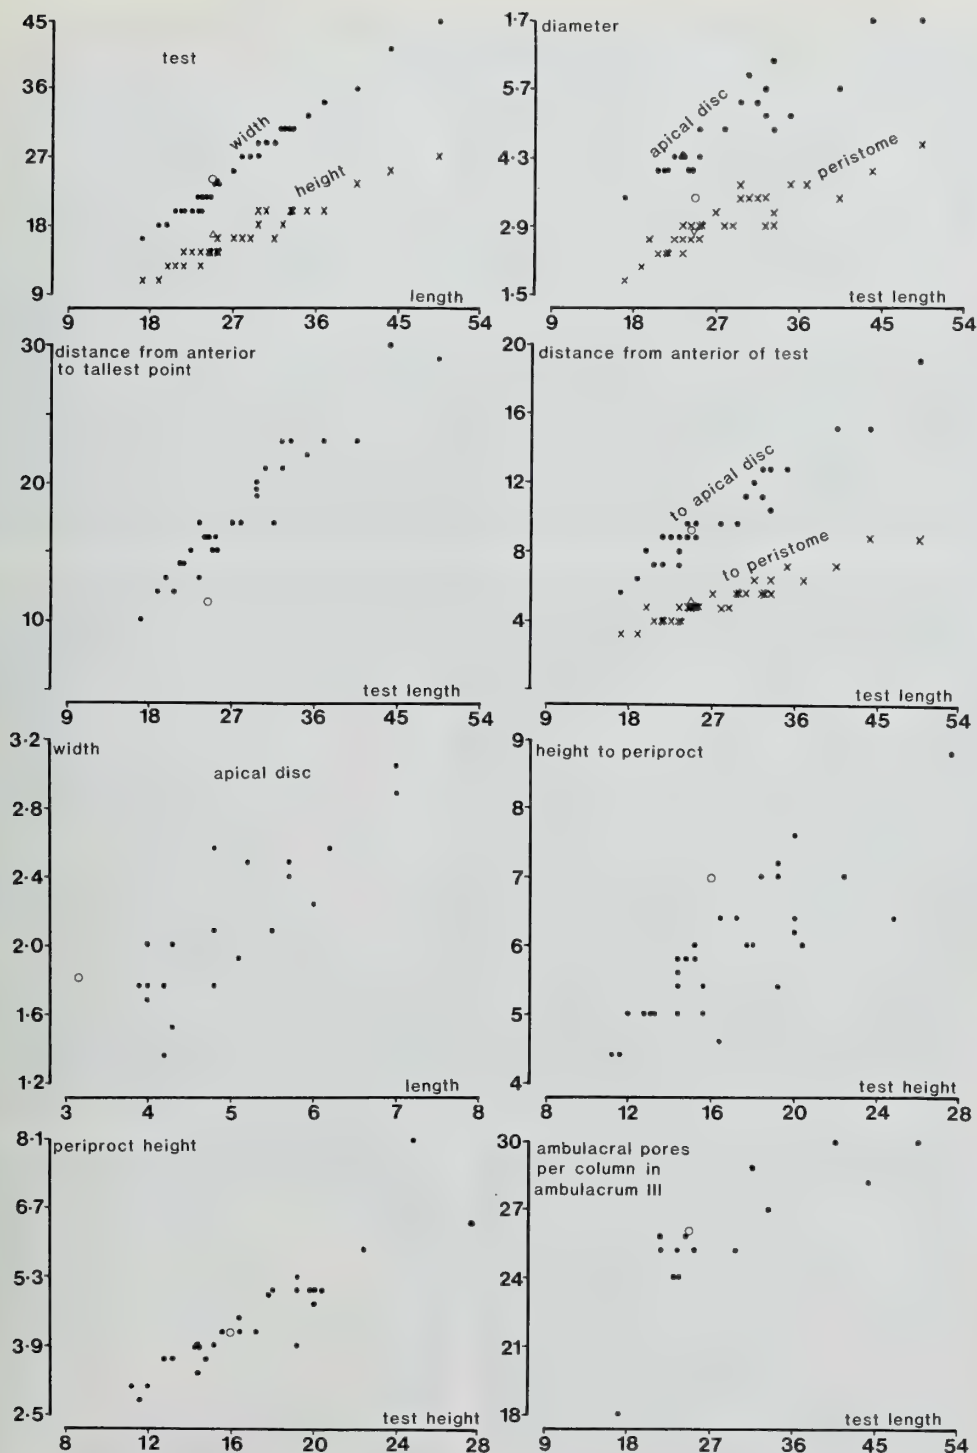 45
36
27
18
9
test
width
height
length
9 18 27 36 45 54
1·7
5·7
4·3
2·9
1·5
diameter
apical disc
peristome
test length
9 18 27 36 45 54
30
20
10
distance from anterior
to tallest point
test length
9 18 27 36 45 54
20
16
12
8
4
distance from anterior of test
to apical disc
to peristome
test length
9 18 27 36 45 54
3·2
2·8
2·4
2·0
1·6
1·2
width
apical disc
length
3 4 5 6 7 8
9
8
7
6
5
4
height to periproct
test height
8 12 16 20 24 28
8·1
6·7
5·3
3·9
2·5
periproct height
test height
8 12 16 20 24 28
30
27
24
21
18
ambulacral pores
per column in
ambulacrum III
test length
9 18 27 36 45 54